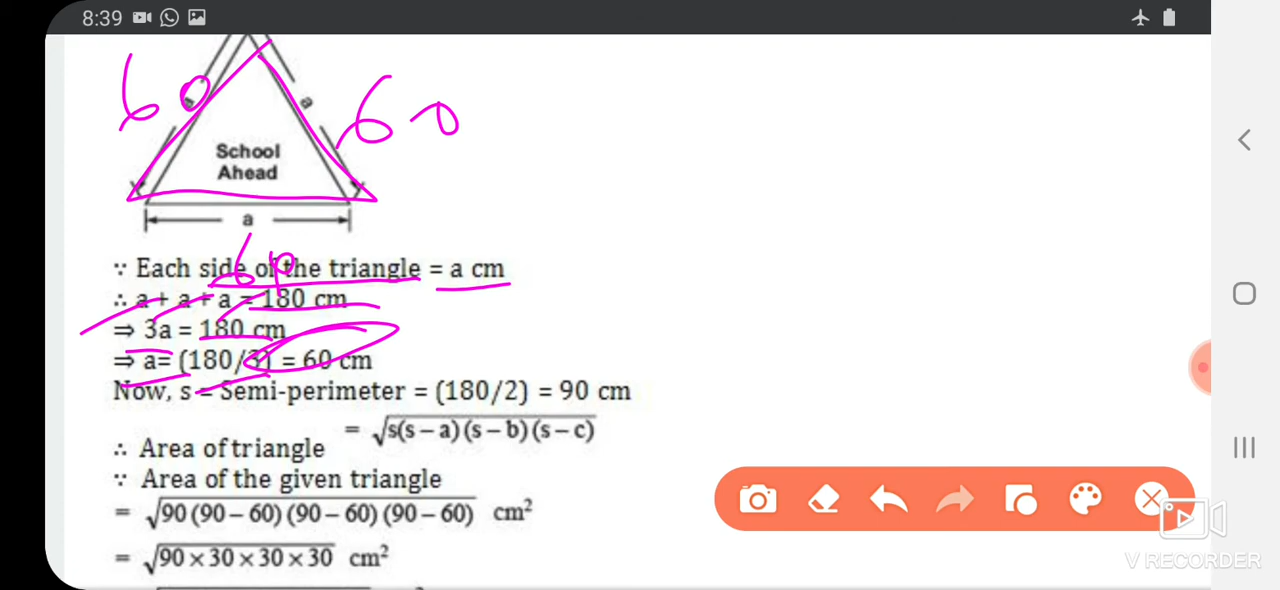 8:39
60
a
a
60
School
Ahead
a
60
∵ Each side of the triangle = a cm
∴ a + a + a = 180 cm
⇒ 3a = 180 cm
⇒ a= (180/3) = 60 cm
Now, s = Semi-perimeter = (180/2) = 90 cm
= √s(s – a)(s – b)(s – c)
∴ Area of triangle
∵ Area of the given triangle
= √90 (90 – 60) (90 – 60) (90 – 60) cm²
= √90 × 30 × 30 × 30 cm²
V RECORDER